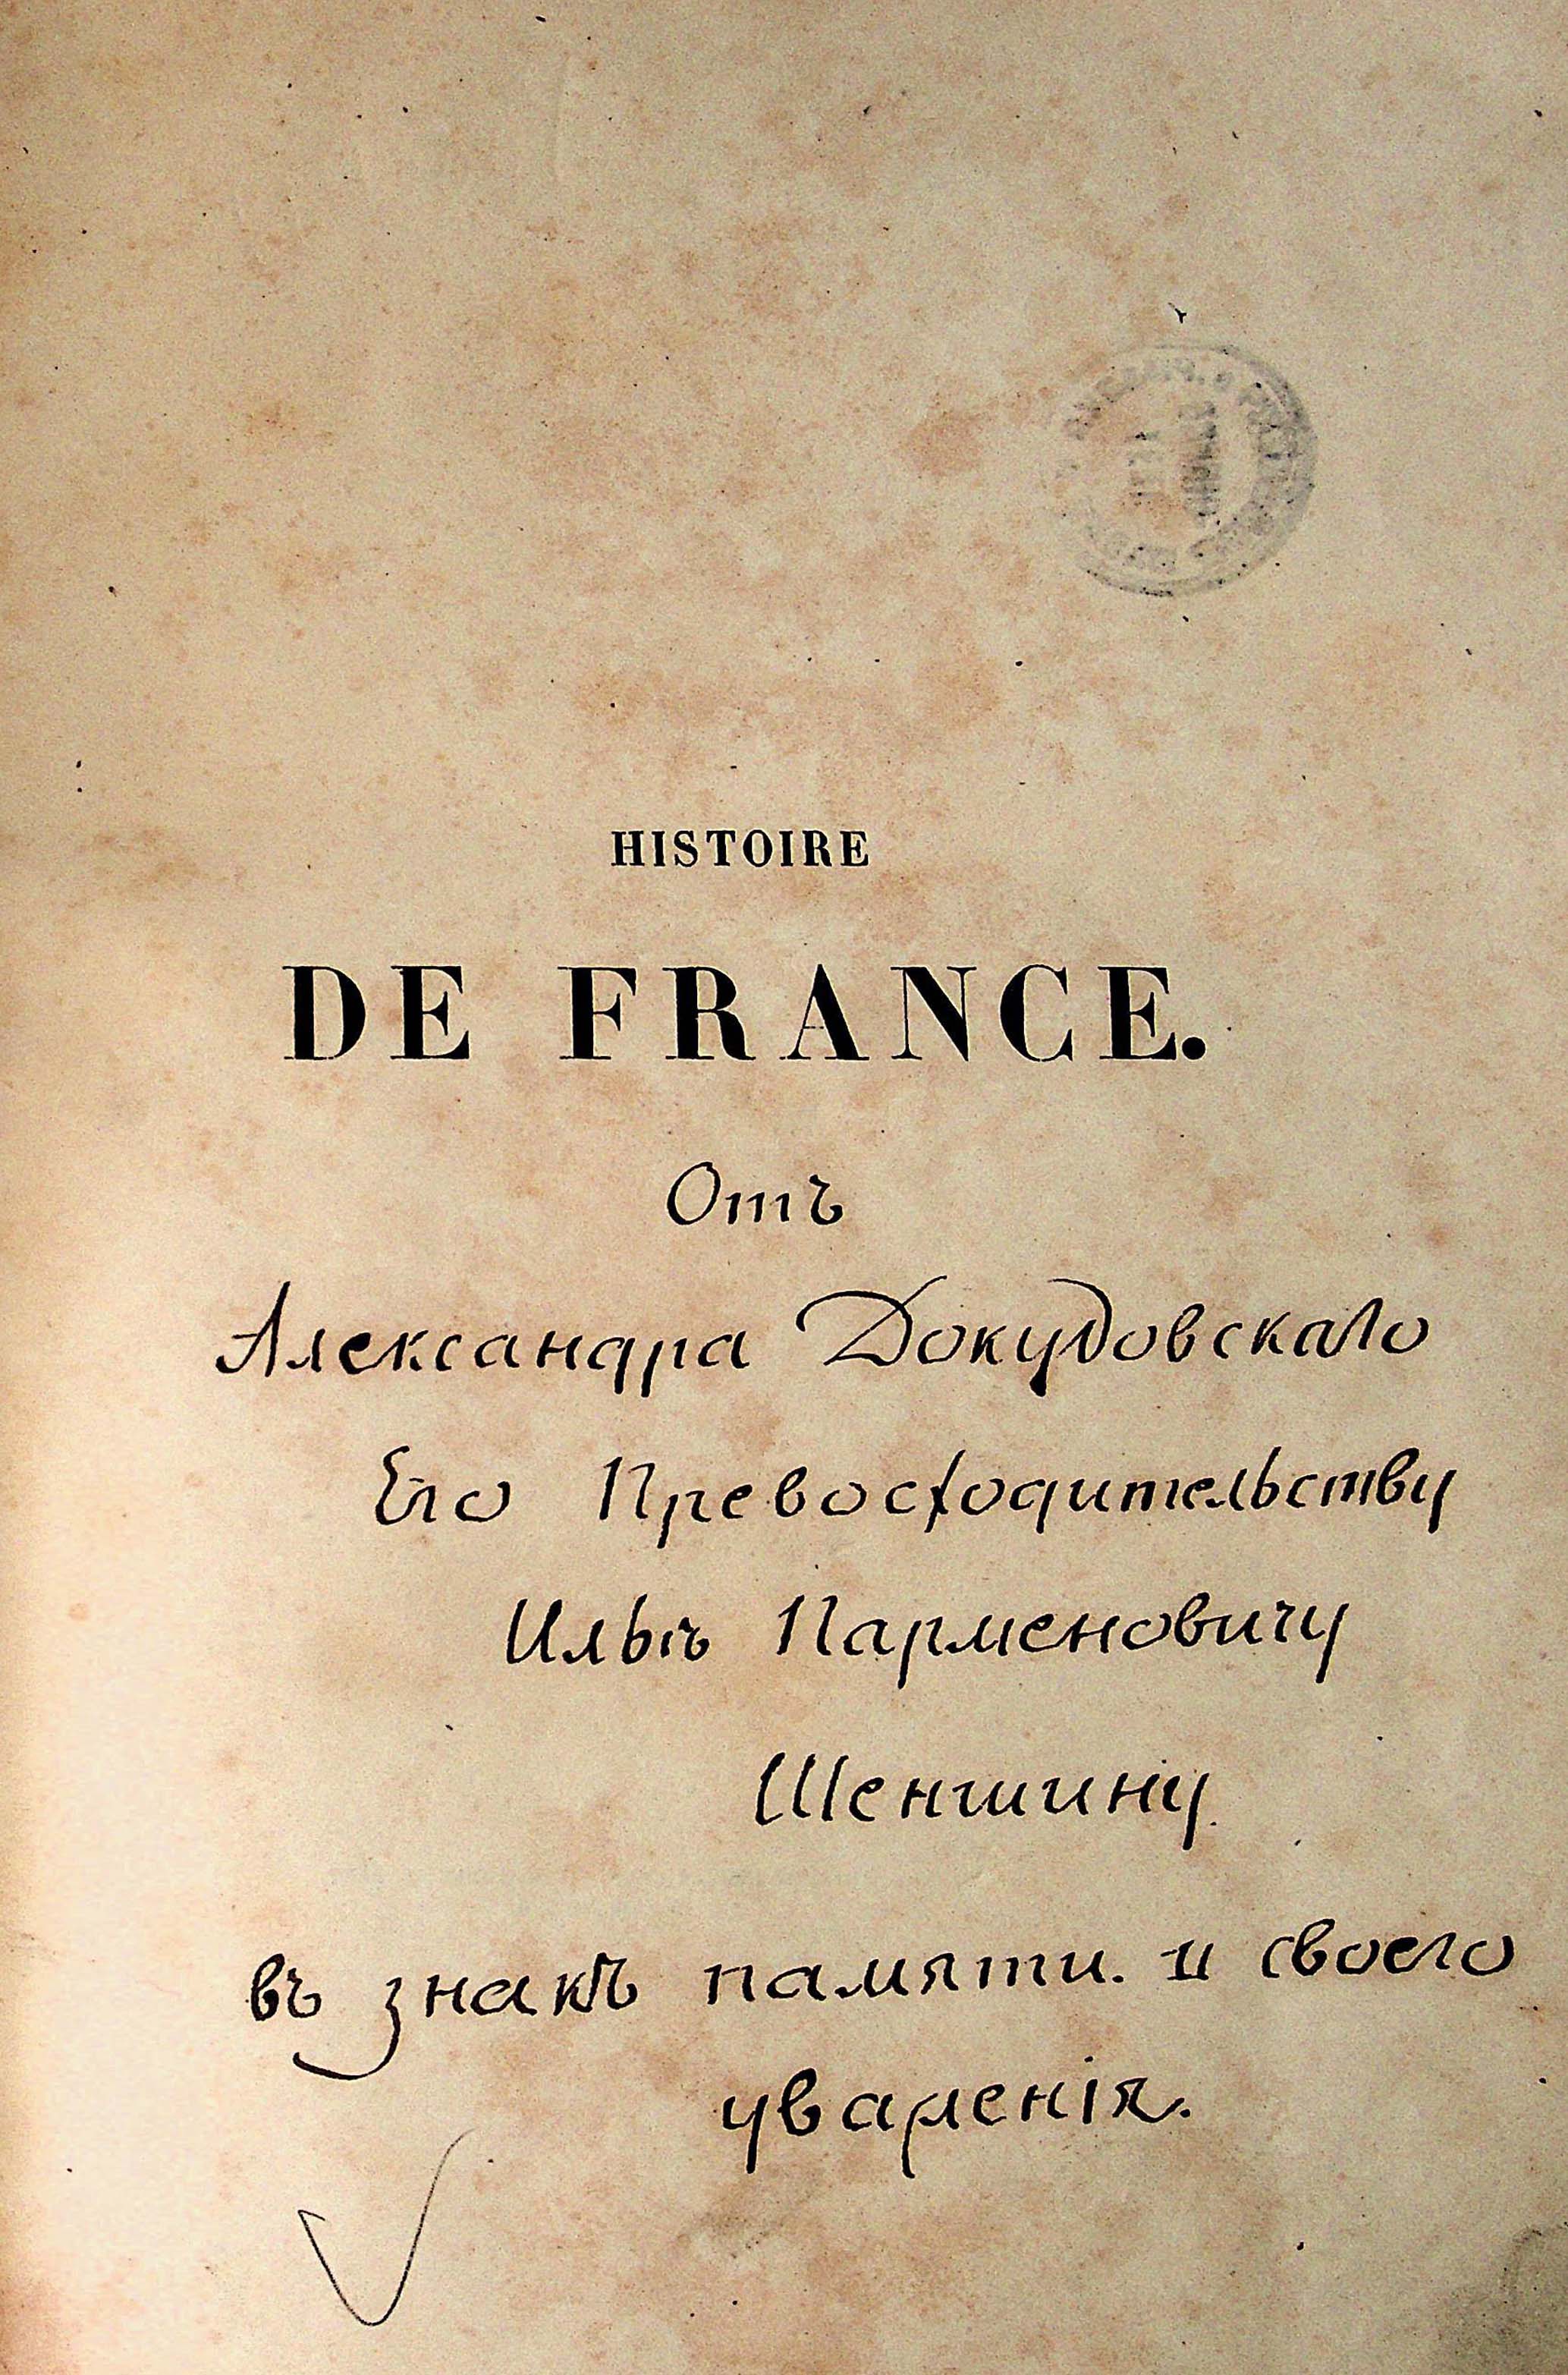 HISTOIRE
DE FRANCE.
Отъ
Александра Докудовскаго
Его Превосходительству
Ильѣ Парменовичу
Шеншину
въ знакъ памяти. и своего
уваженія.